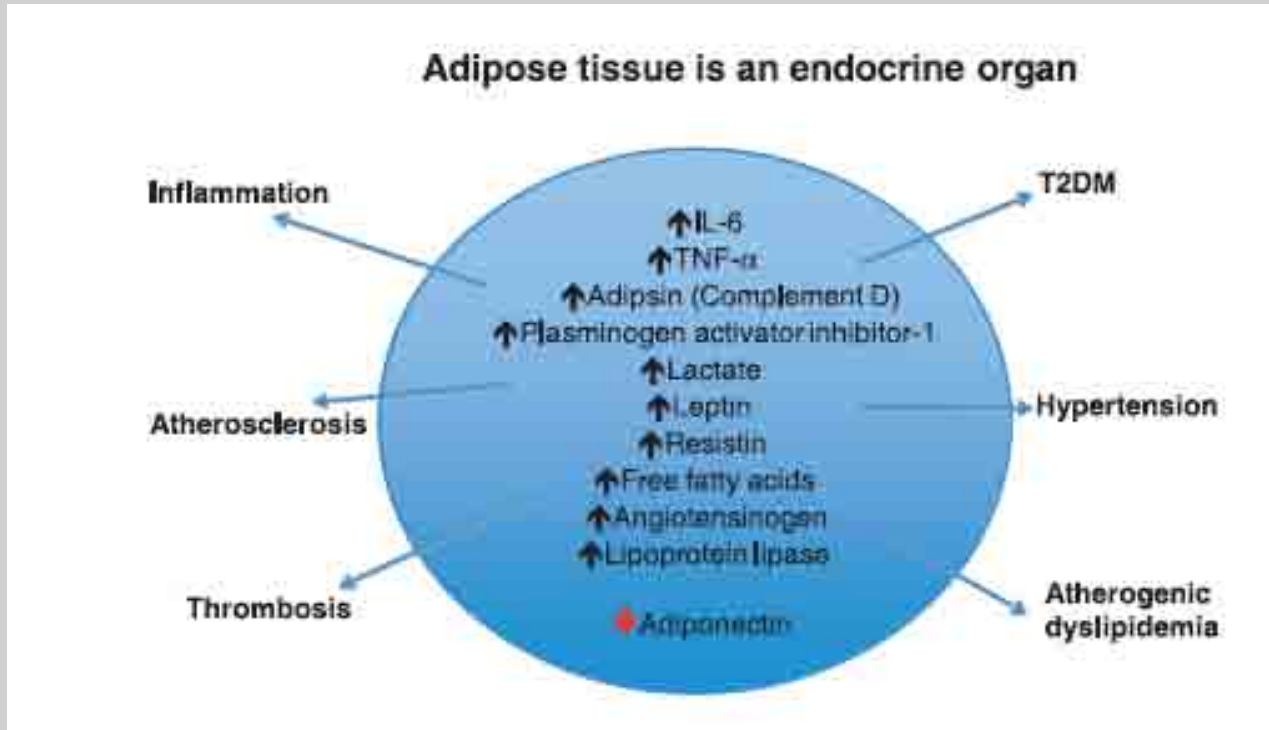 Adipose tissue is an endocrine organ
Inflammation
T2DM
↑IL-6
↑TNF-α
↑Adipsin (Complement D)
↑Plasminogen activator inhibitor-1
↑Lactate
↑Leptin
↑Resistin
↑Free fatty acids
↑Angiotensinogen
↑Lipoprotein lipase
Adiponectin
Atherosclerosis
Hypertension
Thrombosis
Atherogenic
dyslipidemia